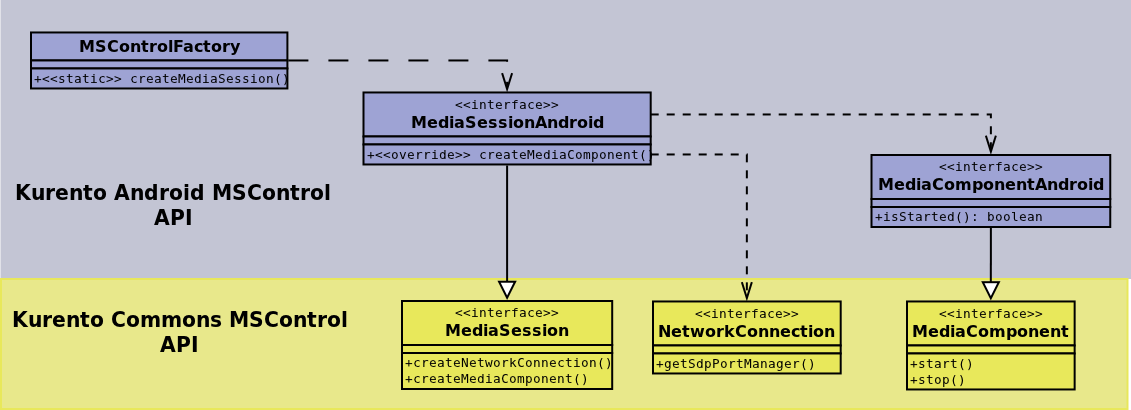 MSControlFactory
+<<static>> createMediaSession()
<<interface>>
MediaSessionAndroid
+<<override>> createMediaComponent()
<<interface>>
MediaComponentAndroid
+isStarted(): boolean
Kurento Android MSControl
API
Kurento Commons MSControl
API
<<interface>>
MediaSession
+createNetworkConnection()
+createMediaComponent()
<<interface>>
NetworkConnection
+getSdpPortManager()
<<interface>>
MediaComponent
+start()
+stop()